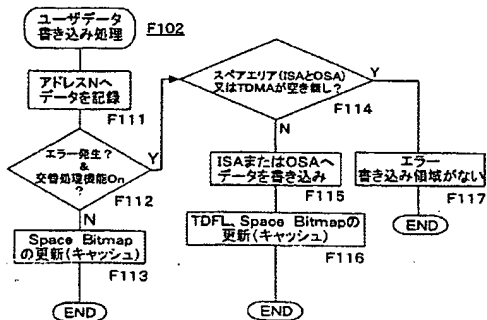 ユーザデータ
書き込み処理
F102
アドレスNへ
データを記録
F111
エラー発生?
&
交替処理機能On
?
F112
Y
N
Space Bitmap
の更新(キャッシュ)
F113
END
スペアエリア(ISAとOSA)
又はTDMAが空き無し?
F114
Y
N
ISAまたはOSAへ
データを書き込み
F115
TDFL、Space Bitmapの
更新(キャッシュ)
F116
END
エラー
書き込み領域がない
F117
END